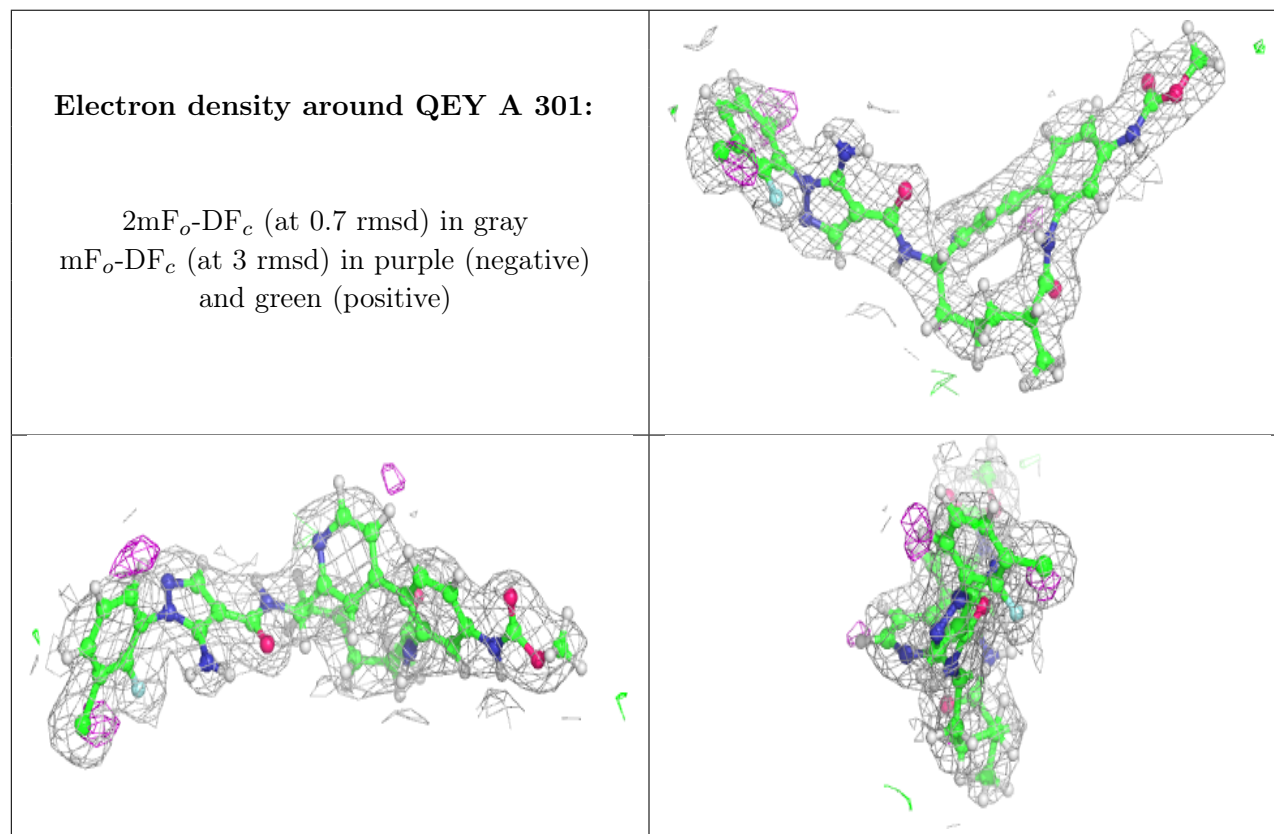 Electron density around QEY A 301:
2mFo-DFc (at 0.7 rmsd) in gray
mFo-DFc (at 3 rmsd) in purple (negative)
and green (positive)